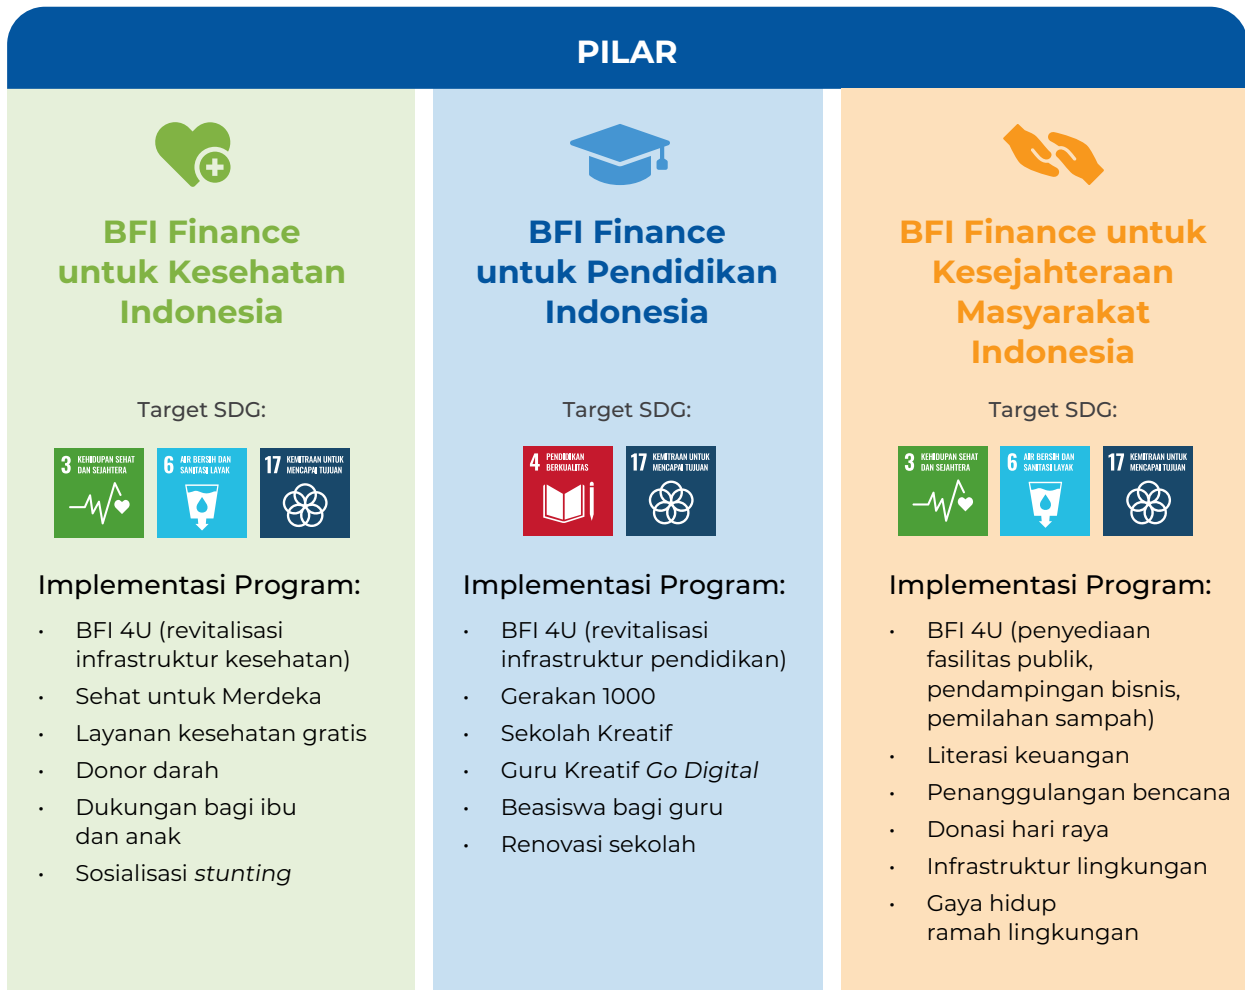 PILAR
BFI Finance
untuk Kesehatan
Indonesia
Target SDG:
3 KEHIDUPAN SEHAT
DAN SEJAHTERA
6 AIR BERSIH DAN
SANITASI LAYAK
17 KEMITRAAN UNTUK
MENCAPAI TUJUAN
Implementasi Program:
• BFI 4U (revitalisasi
infrastruktur kesehatan)
• Sehat untuk Merdeka
• Layanan kesehatan gratis
• Donor darah
• Dukungan bagi ibu
dan anak
• Sosialisasi stunting
BFI Finance
untuk Pendidikan
Indonesia
Target SDG:
4 PENDIDIKAN
BERKUALITAS
17 KEMITRAAN UNTUK
MENCAPAI TUJUAN
Implementasi Program:
• BFI 4U (revitalisasi
infrastruktur pendidikan)
• Gerakan 1000
• Sekolah Kreatif
• Guru Kreatif Go Digital
• Beasiswa bagi guru
• Renovasi sekolah
BFI Finance untuk
Kesejahteraan
Masyarakat
Indonesia
Target SDG:
3 KEHIDUPAN SEHAT
DAN SEJAHTERA
6 AIR BERSIH DAN
SANITASI LAYAK
17 KEMITRAAN UNTUK
MENCAPAI TUJUAN
Implementasi Program:
• BFI 4U (penyediaan
fasilitas publik,
pendampingan bisnis,
pemilahan sampah)
• Literasi keuangan
• Penanggulangan bencana
• Donasi hari raya
• Infrastruktur lingkungan
• Gaya hidup
ramah lingkungan